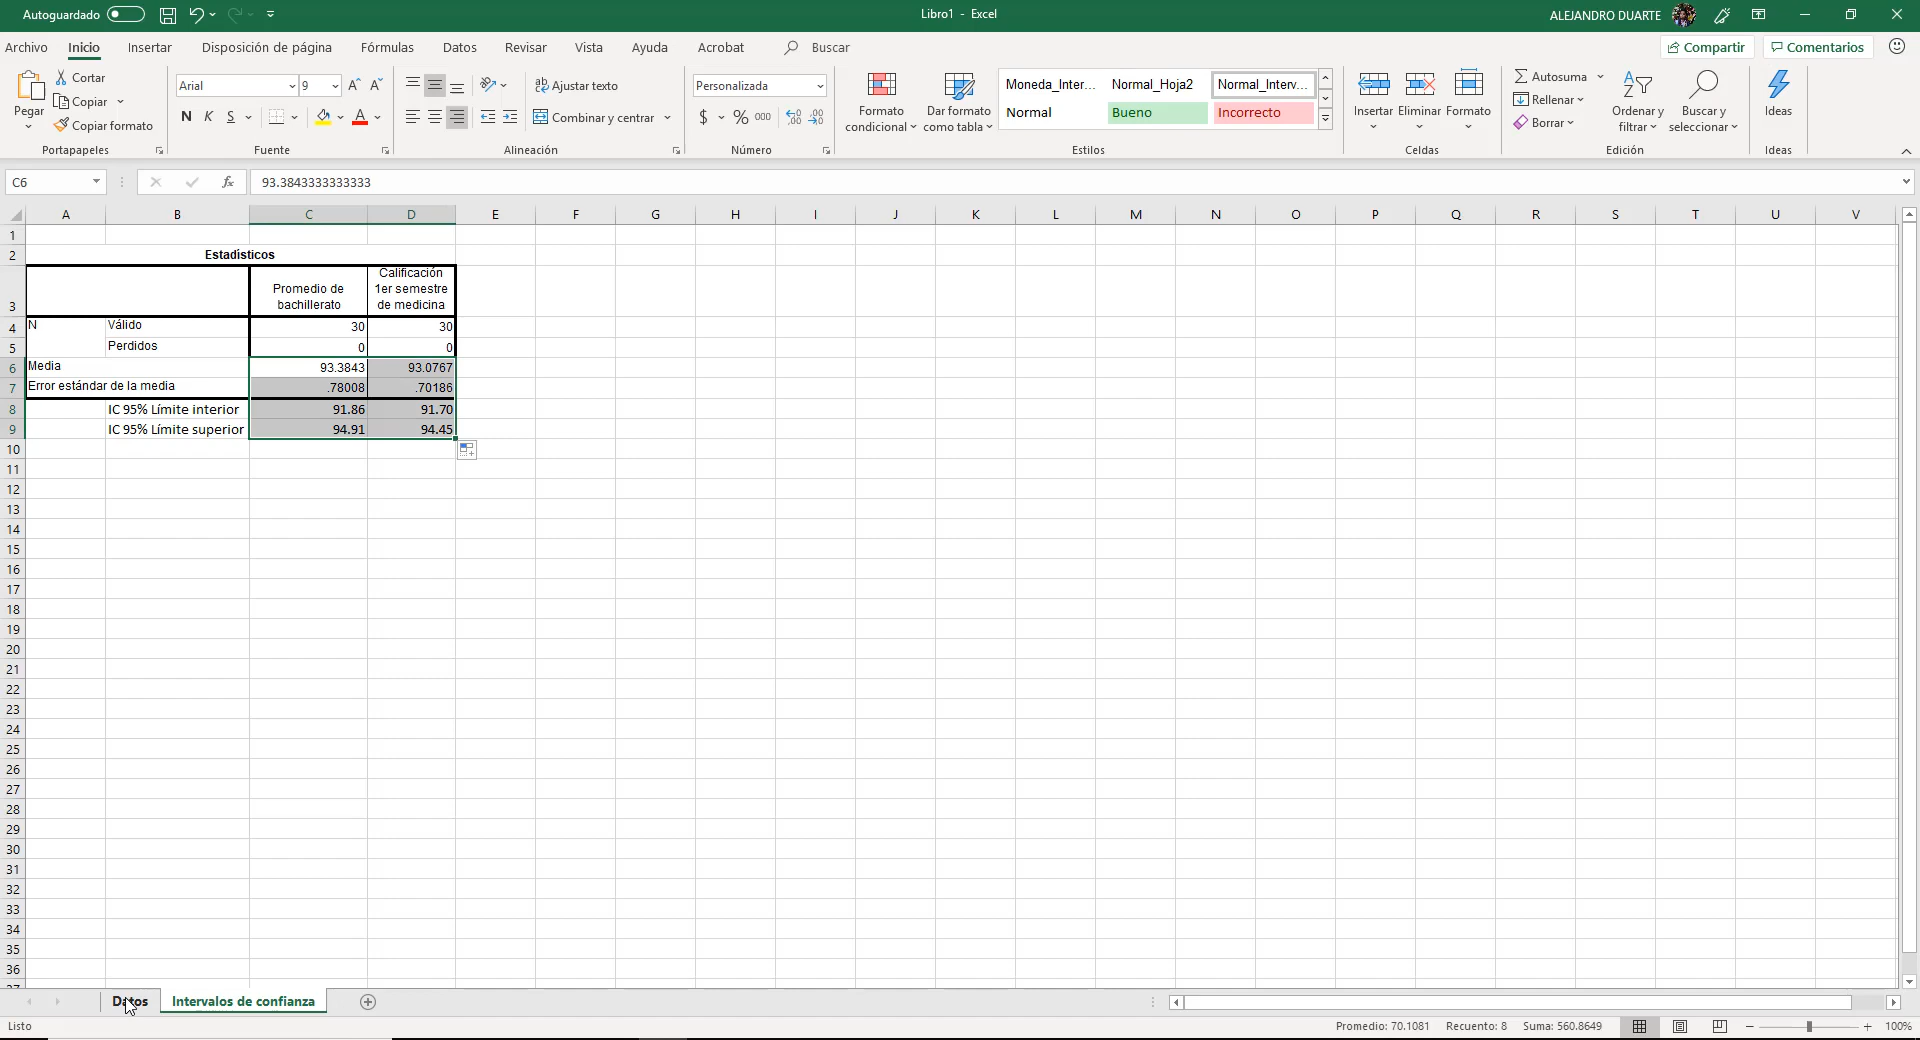 Autoguardado
Libro1 - Excel
ALEJANDRO DUARTE
Archivo Inicio Insertar Disposición de página Fórmulas Datos Revisar Vista Ayuda Acrobat Buscar Compartir Comentarios
Pegar
Cortar
Copiar
Copiar formato
Portapapeles
Arial 9
N K S
Fuente
Ajustar texto
Combinar y centrar
Alineación
Personalizada
$ % 000
Número
Formato condicional
Dar formato como tabla
Moneda_Inter... Normal_Hoja2 Normal_Interv...
Normal Bueno Incorrecto
Estilos
Insertar Eliminar Formato
Celdas
Autosuma
Rellenar
Borrar
Ordenar y filtrar
Buscar y seleccionar
Edición
Ideas
Ideas
C6 fx 93.3843333333333
A B C D E F G H I J K L M N O P Q R S T U V
1
2 Estadísticos
3 Promedio de bachillerato Calificación 1er semestre de medicina
4 N Válido 30 30
5 Perdidos 0 0
6 Media 93.3843 93.0767
7 Error estándar de la media .78008 .70186
8 IC 95% Límite interior 91.86 91.70
9 IC 95% Límite superior 94.91 94.45
10
11
12
13
14
15
16
17
18
19
20
21
22
23
24
25
26
27
28
29
30
31
32
33
34
35
36
Datos Intervalos de confianza
Listo Promedio: 70.1081 Recuento: 8 Suma: 560.8649 100%